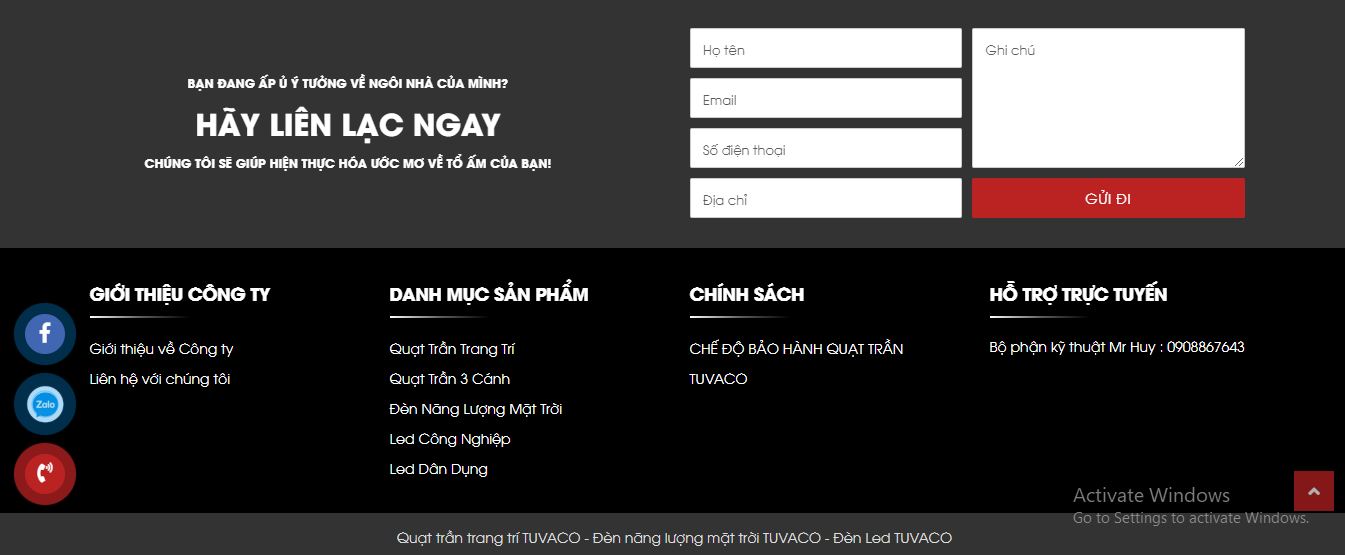 BẠN ĐANG ẤP Ủ Ý TƯỞNG VỀ NGÔI NHÀ CỦA MÌNH?
HÃY LIÊN LẠC NGAY
CHÚNG TÔI SẼ GIÚP HIỆN THỰC HÓA ƯỚC MƠ VỀ TỔ ẤM CỦA BẠN!
Họ tên
Email
Số điện thoại
Địa chỉ
Ghi chú
GỬI ĐI
GIỚI THIỆU CÔNG TY
Giới thiệu về Công ty
Liên hệ với chúng tôi
DANH MỤC SẢN PHẨM
Quạt Trần Trang Trí
Quạt Trần 3 Cánh
Đèn Năng Lượng Mặt Trời
Led Công Nghiệp
Led Dân Dụng
CHÍNH SÁCH
CHẾ ĐỘ BẢO HÀNH QUẠT TRẦN
TUVACO
HỖ TRỢ TRỰC TUYẾN
Bộ phận kỹ thuật Mr Huy : 0908867643
Zalo
Activate Windows
Go to Settings to activate Windows.
Quạt trần trang trí TUVACO - Đèn năng lượng mặt trời TUVACO - Đèn Led TUVACO